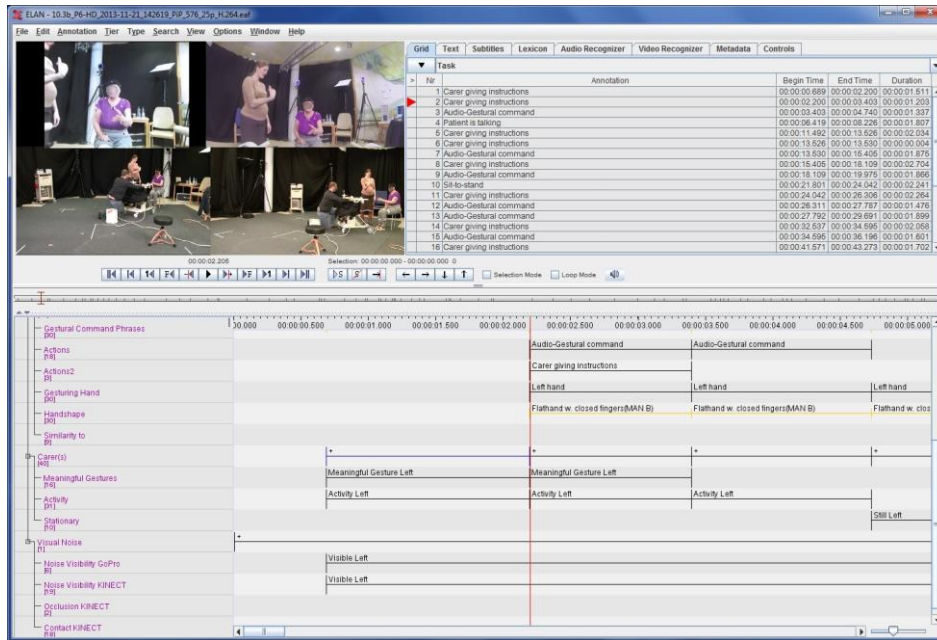 ELAN - 10.3b_P6-HD_2013-11-21_142619_PiP_576_25p_H.264.eaf
File Edit Annotation Tier Type Search View Options Window Help
Grid Text Subtitles Lexicon Audio Recognizer Video Recognizer Metadata Controls
Task
> Nr Annotation Begin Time End Time Duration
1 Carer giving instructions 00:00:00.689 00:00:02.200 00:00:01.511
2 Carer giving instructions 00:00:02.200 00:00:03.403 00:00:01.203
3 Audio-Gestural command 00:00:03.403 00:00:04.740 00:00:01.337
4 Patient is talking 00:00:06.419 00:00:08.226 00:00:01.807
5 Carer giving instructions 00:00:11.492 00:00:13.526 00:00:02.034
6 Carer giving instructions 00:00:13.526 00:00:13.530 00:00:00.004
7 Audio-Gestural command 00:00:13.530 00:00:15.405 00:00:01.875
8 Carer giving instructions 00:00:15.405 00:00:18.109 00:00:02.704
9 Audio-Gestural command 00:00:18.109 00:00:19.975 00:00:01.866
10 Sit-to-stand 00:00:21.801 00:00:24.042 00:00:02.241
11 Carer giving instructions 00:00:24.042 00:00:26.306 00:00:02.264
12 Audio-Gestural command 00:00:26.311 00:00:27.787 00:00:01.476
13 Audio-Gestural command 00:00:27.792 00:00:29.691 00:00:01.899
14 Carer giving instructions 00:00:32.537 00:00:34.595 00:00:02.058
15 Audio-Gestural command 00:00:34.595 00:00:36.196 00:00:01.601
16 Carer giving instructions 00:00:41.571 00:00:43.273 00:00:01.702
00:00:02.205 Selection: 00:00:00.000 - 00:00:00.000 0
Selection Mode Loop Mode
00.000 00:00:00.500 00:00:01.000 00:00:01.500 00:00:02.000 00:00:02.500 00:00:03.000 00:00:03.500 00:00:04.000 00:00:04.500 00:00:05.000
Gestural Command Phrases
[30]
Actions Audio-Gestural command Audio-Gestural command
[18]
Actions2 Carer giving instructions
[3]
Gesturing Hand Left hand Left hand Left hand
[30]
Handshape Flathand w. closed fingers(MAN B) Flathand w. closed fingers(MAN B) Flathand w. clos
[30]
Similarity to
Carer(s) + + + +
[40]
Meaningful Gestures Meaningful Gesture Left Meaningful Gesture Left
[16]
Activity Activity Left Activity Left Activity Left
[31]
Stationary Still Left
[10]
Visual Noise +
[1]
Noise Visibility GoPro Visible Left
Noise Visibility KINECT Visible Left
[19]
Occlusion KINECT
[2]
Contact KINECT
[18]